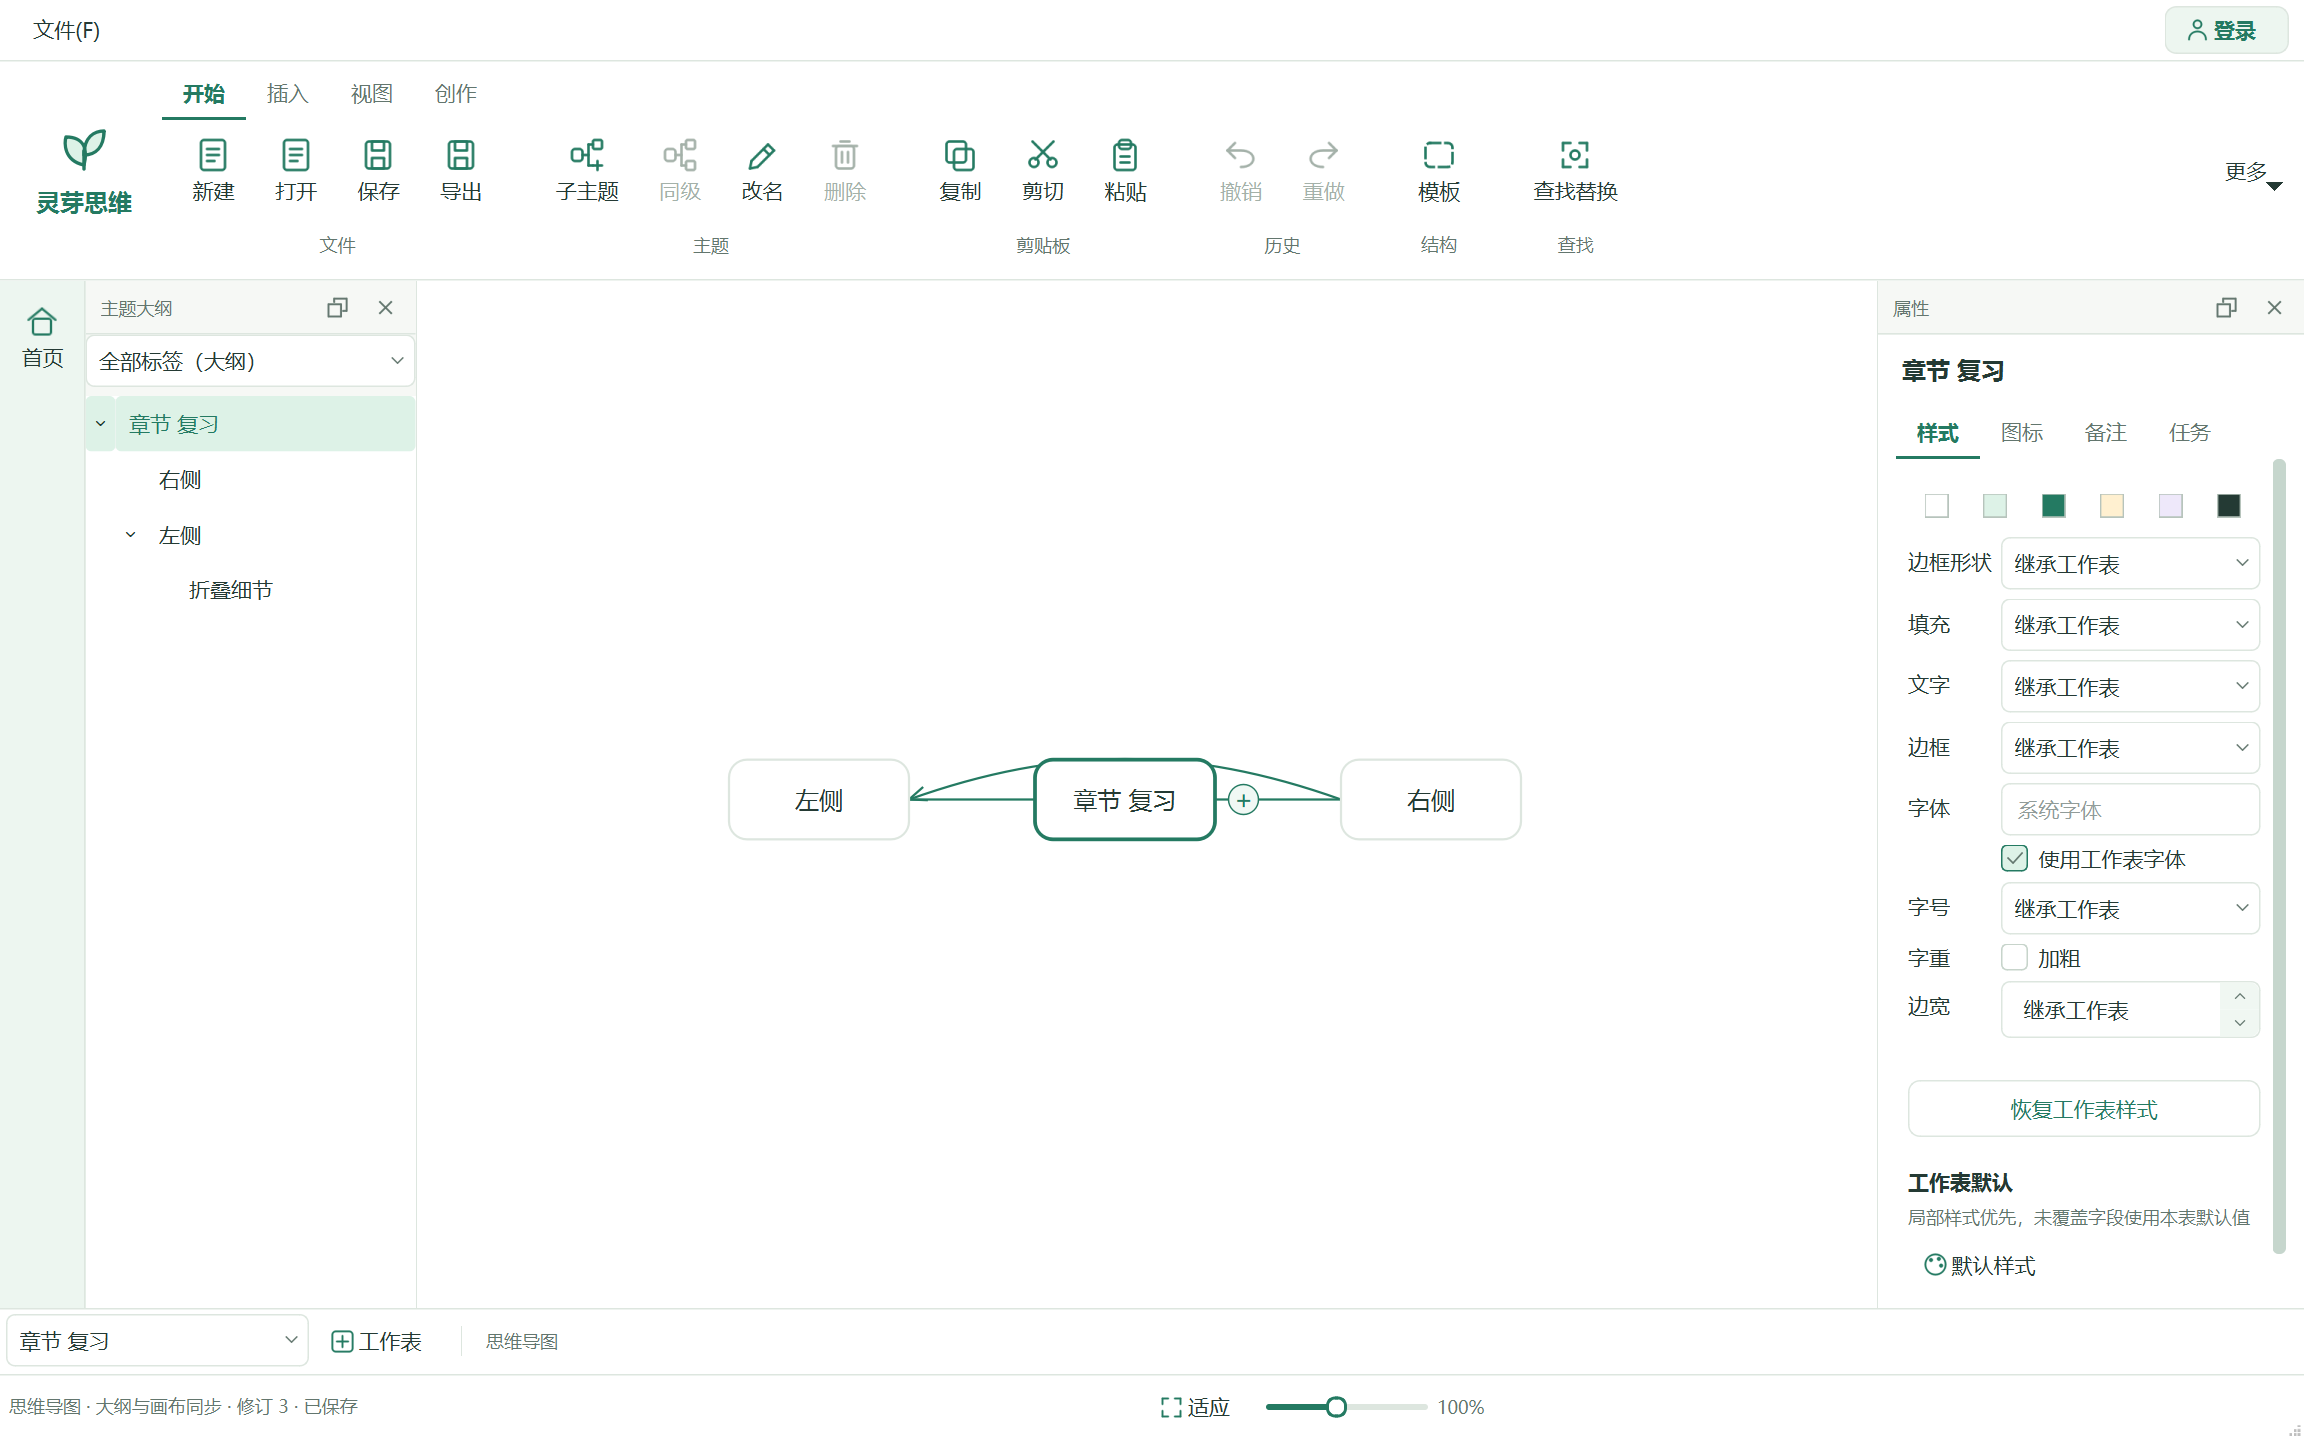 文件(F)
登录
开始 插入 视图 创作
灵芽思维
新建 打开 保存 导出 子主题 同级 改名 删除 复制 剪切 粘贴 撤销 重做 模板 查找替换
更多
文件 主题 剪贴板 历史 结构 查找
首页
主题大纲
全部标签（大纲）
章节 复习
右侧
左侧
折叠细节
左侧
章节 复习
右侧
属性
章节 复习
样式 图标 备注 任务
边框形状 继承工作表
填充 继承工作表
文字 继承工作表
边框 继承工作表
字体 系统字体
使用工作表字体
字号 继承工作表
字重 加粗
边宽 继承工作表
恢复工作表样式
工作表默认
局部样式优先，未覆盖字段使用本表默认值
默认样式
章节 复习 工作表 思维导图
思维导图 · 大纲与画布同步 · 修订 3 · 已保存 适应 100%